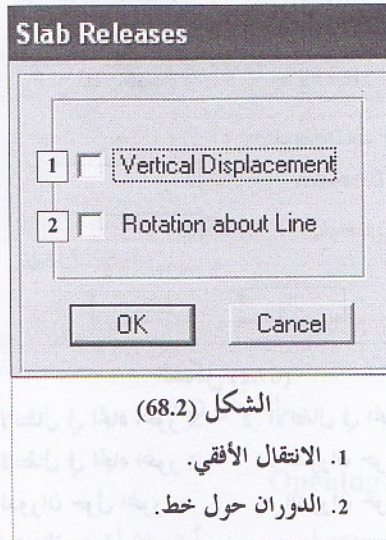 Slab Releases
1 Vertical Displacement
2 Rotation about Line
OK Cancel
الشكل (68.2)
1. الانتقال الأفقي.
2. الدوران حول خط.